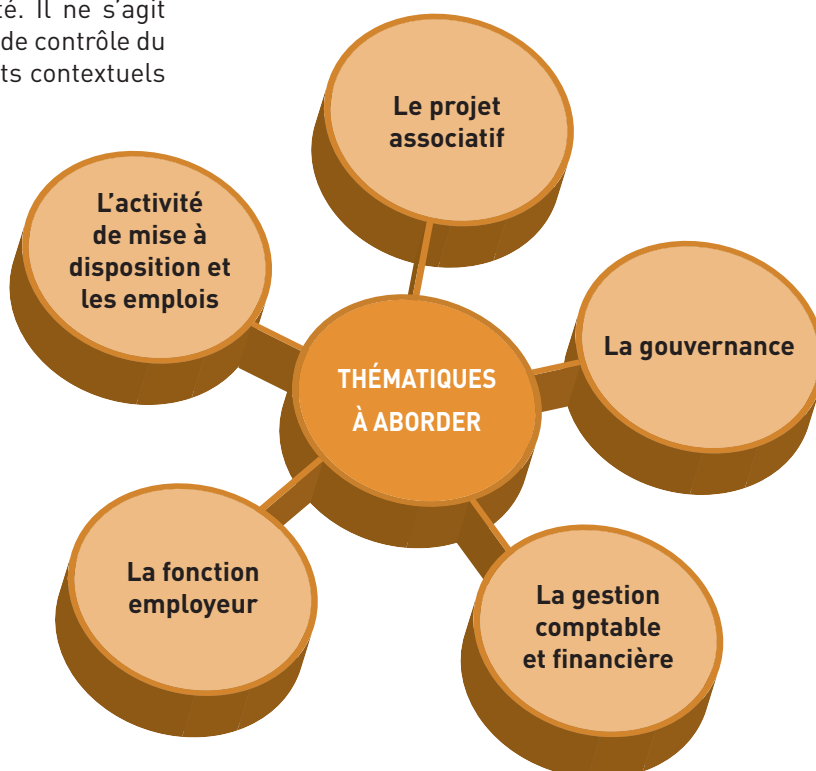 té. Il ne s'agit
de contrôle du
ts contextuels
Le projet
associatif
L'activité
de mise à
disposition et
les emplois
La gouvernance
THÉMATIQUES
À ABORDER
La fonction
employeur
La gestion
comptable
et financière